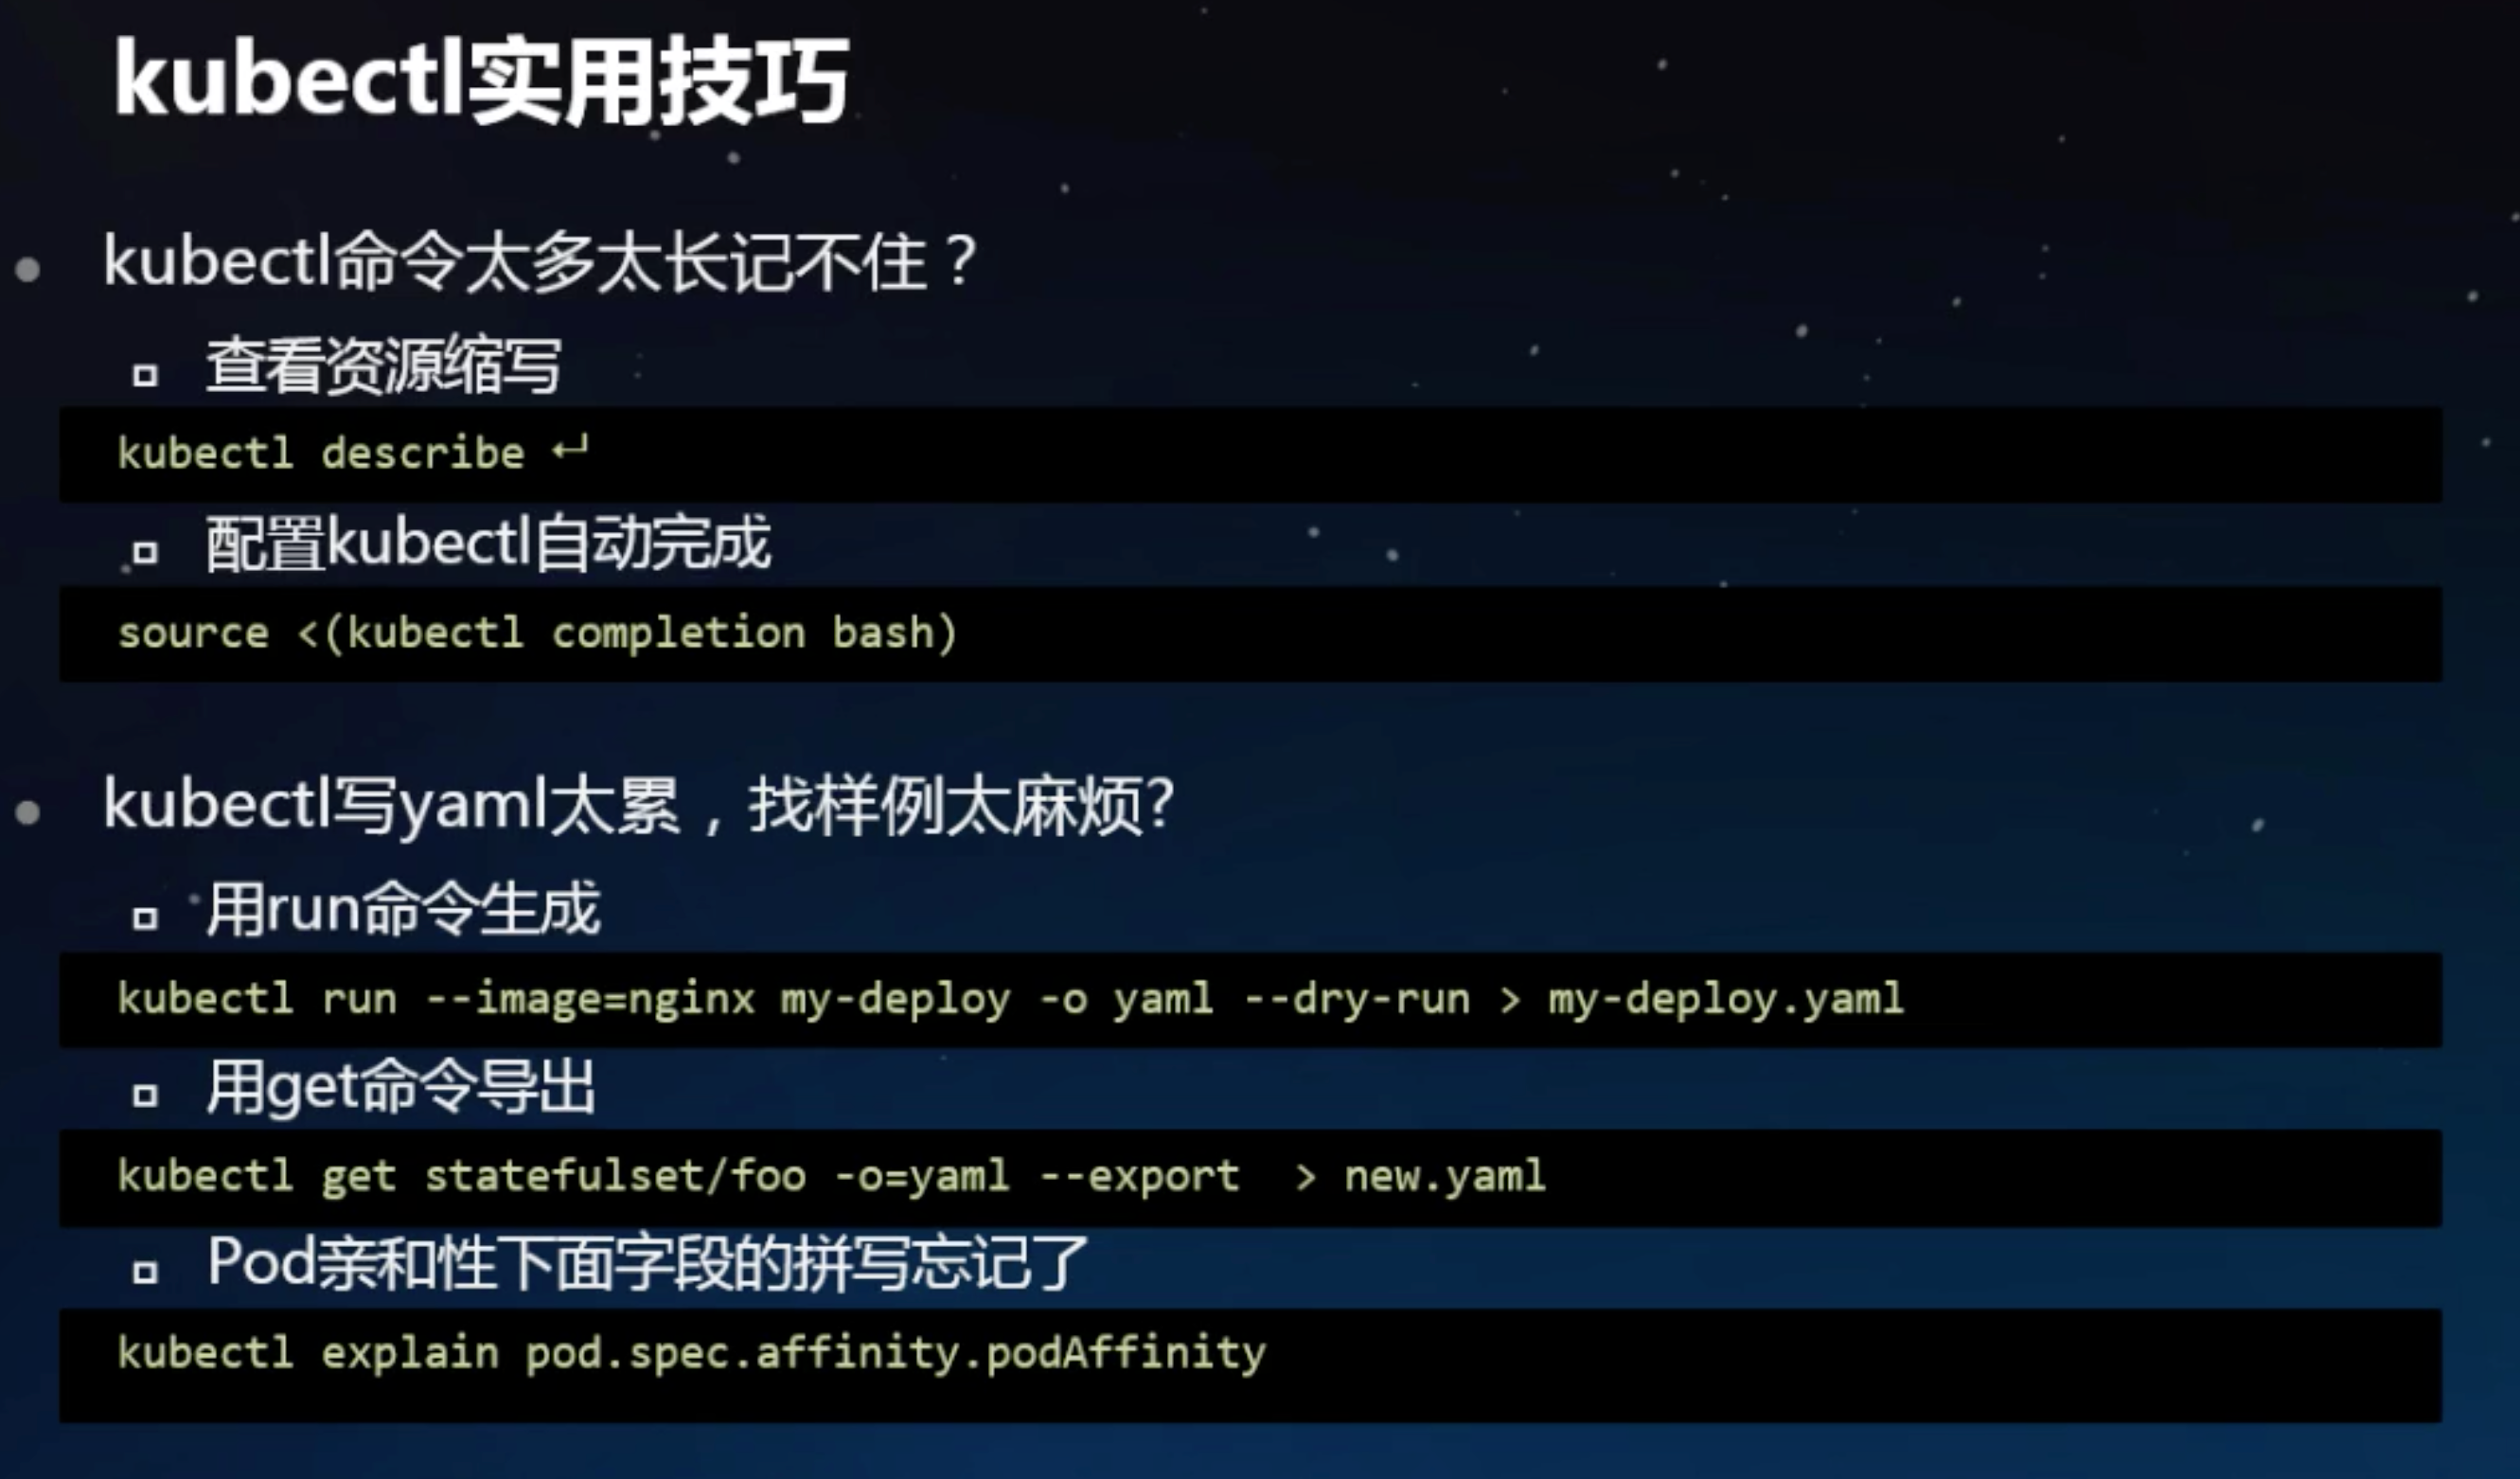 kubectl实用技巧
kubectl命令太多太长记不住？
查看资源缩写
kubectl describe ↵
配置kubectl自动完成
source <(kubectl completion bash)
kubectl写yaml太累，找样例太麻烦?
用run命令生成
kubectl run --image=nginx my-deploy -o yaml --dry-run > my-deploy.yaml
用get命令导出
kubectl get statefulset/foo -o=yaml --export  > new.yaml
Pod亲和性下面字段的拼写忘记了
kubectl explain pod.spec.affinity.podAffinity